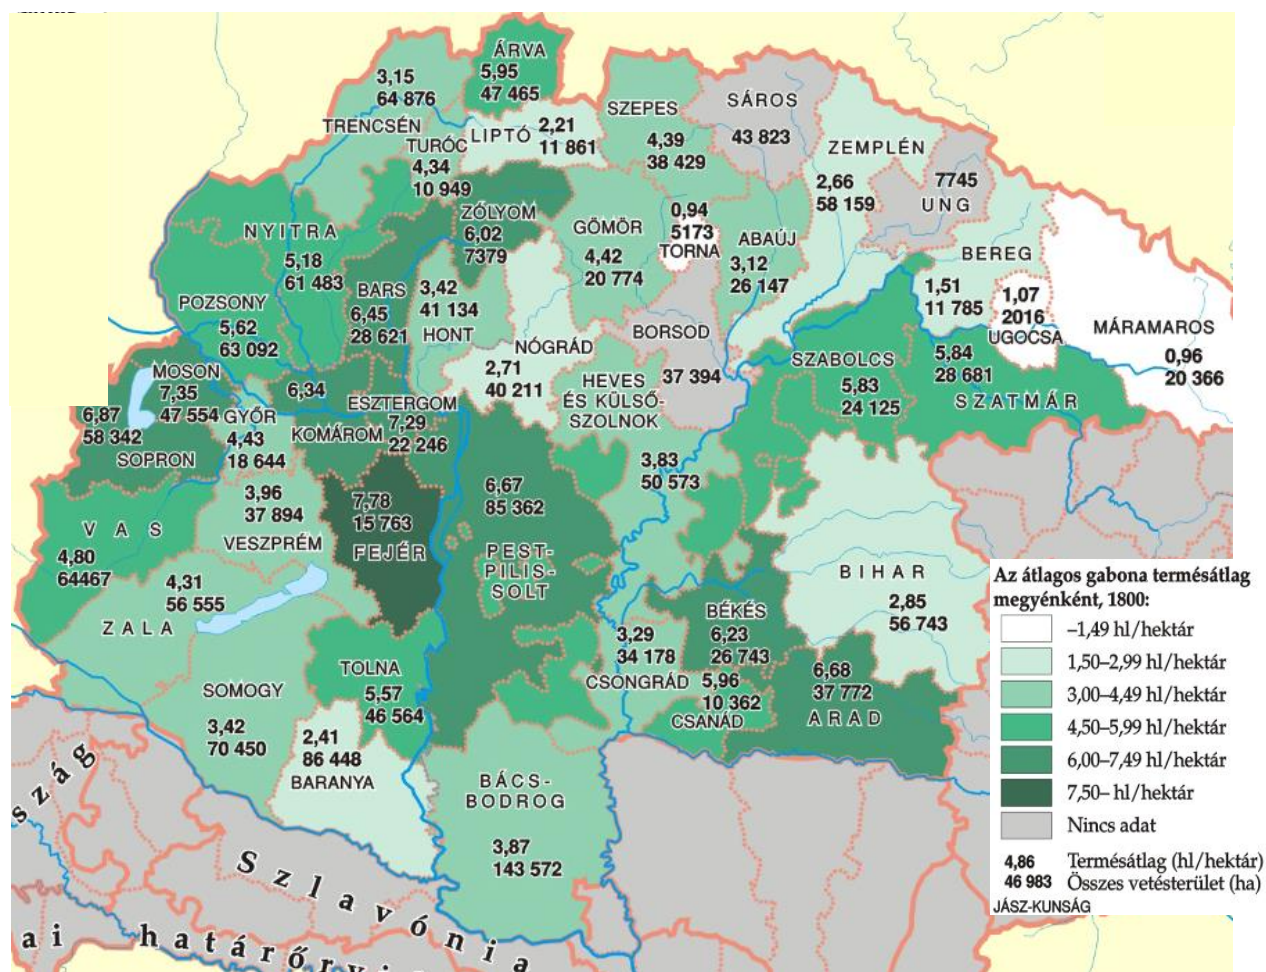 ÁRVA
5,95
47 465
3,15
64 876
TRENCSÉN
TURÓC
4,34
10 949
LIPTÓ
2,21
11 861
SZEPES
4,39
38 429
SÁROS
43 823
ZEMPLÉN
2,66
58 159
7745
UNG
NYITRA
5,18
61 483
ZÓLYOM
6,02
7379
GÖMÖR
4,42
20 774
0,94
5173
TORNA
ABAÚJ
3,12
26 147
BEREG
1,51
11 785
1,07
2016
UGOCSA
MÁRAMAROS
0,96
20 366
POZSONY
5,62
63 092
BARS
6,45
28 621
3,42
41 134
HONT
NÓGRÁD
2,71
40 211
BORSOD
37 394
HEVES
ÉS KÜLSŐ-
SZOLNOK
3,83
50 573
SZABOLCS
5,83
24 125
5,84
28 681
SZATMÁR
MOSON
7,35
47 554
6,87
58 342
SOPRON
GYŐR
4,43
18 644
6,34
KOMÁROM
ESZTERGOM
7,29
22 246
VAS
4,80
64467
3,96
37 894
VESZPRÉM
7,78
15 763
FEJÉR
6,67
85 362
PEST-
PILIS-
SOLT
BIHAR
2,85
56 743
4,31
56 555
ZALA
SOMOGY
3,42
70 450
TOLNA
5,57
46 564
2,41
86 448
BARANYA
3,29
34 178
CSONGRÁD
BÉKÉS
6,23
26 743
5,96
10 362
CSANÁD
6,68
37 772
ARAD
BÁCS-
BODROG
3,87
143 572
szág
Szlavónia
ai határőrvi
Az átlagos gabona termésátlag
megyénként, 1800:
–1,49 hl/hektár
1,50–2,99 hl/hektár
3,00–4,49 hl/hektár
4,50–5,99 hl/hektár
6,00–7,49 hl/hektár
7,50– hl/hektár
Nincs adat
4,86 Termésátlag (hl/hektár)
46 983 Összes vetésterület (ha)
JÁSZ-KUNSÁG